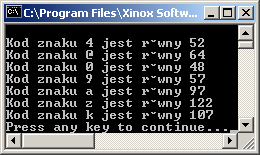 C:\Program Files\Xinox Softw...
Kod znaku 4 jest r~wny 52
Kod znaku @ jest r~wny 64
Kod znaku 0 jest r~wny 48
Kod znaku 9 jest r~wny 57
Kod znaku a jest r~wny 97
Kod znaku z jest r~wny 122
Kod znaku k jest r~wny 107
Press any key to continue...